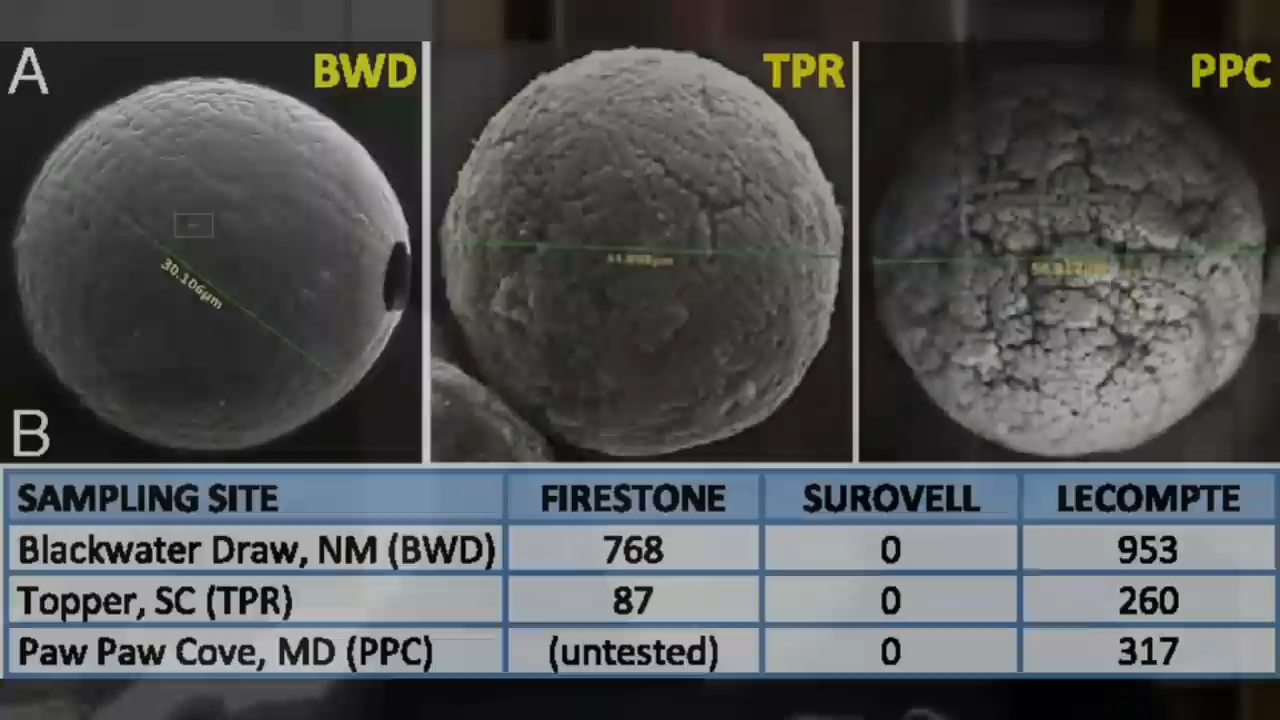 A
BWD
TPR
PPC
30.106µm
B
SAMPLING SITE FIRESTONE SUROVELL LECOMPTE
Blackwater Draw, NM (BWD) 768 0 953
Topper, SC (TPR) 87 0 260
Paw Paw Cove, MD (PPC) (untested) 0 317